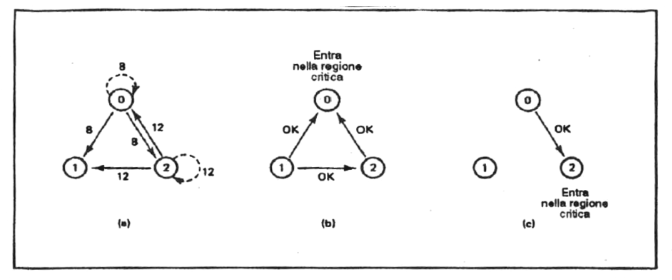 8
0
8
8
12
1
2
12
12
(a)
Entra
nella regione
critica
0
OK
OK
1
2
OK
(b)
0
OK
1
2
Entra
nella regione
critica
(c)